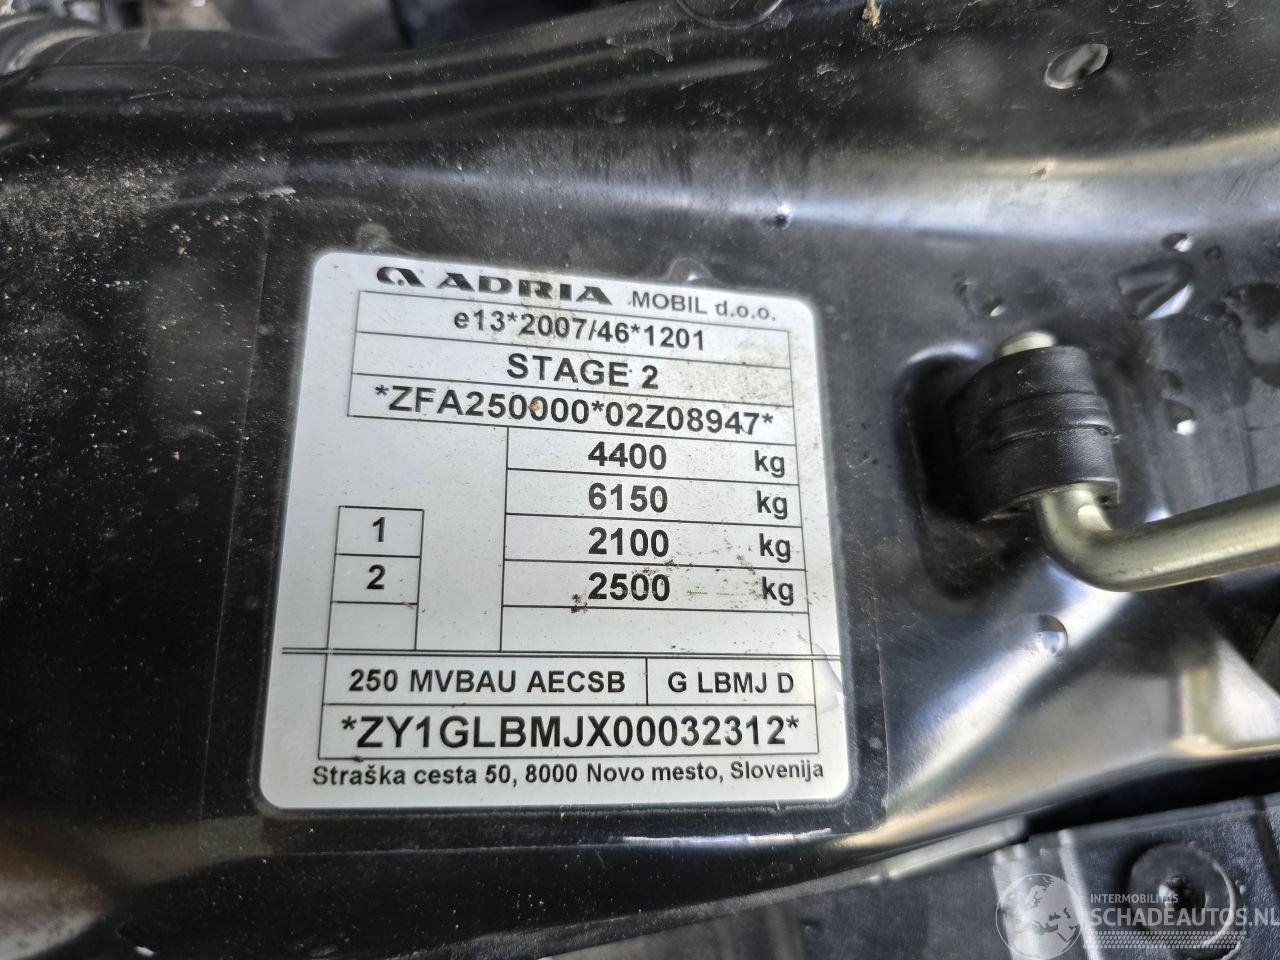 ADRIA MOBIL d.o.o.
e13*2007/46*1201
STAGE 2
*ZFA250000*02Z08947*
4400 kg
6150 kg
1 2100 kg
2 2500 kg
250 MVBAU AECSB G LBMJ D
*ZY1GLBMJX00032312*
Straška cesta 50, 8000 Novo mesto, Slovenija
INTERMOBILITAS
SCHADEAUTOS.NL